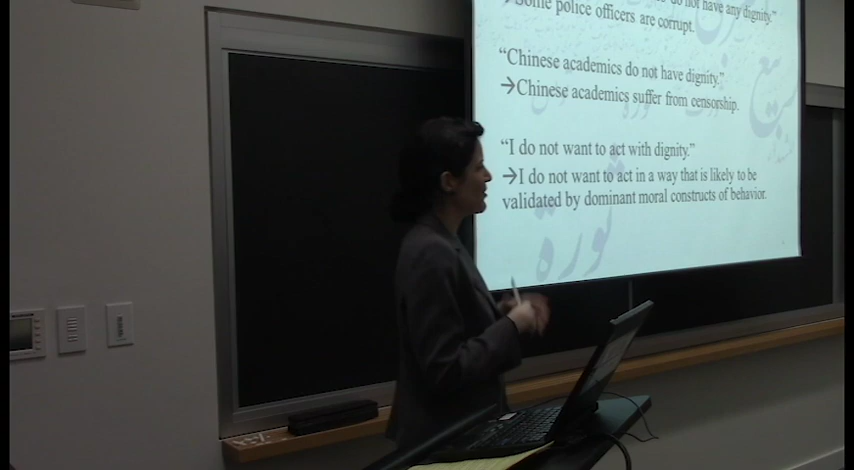 do not have any dignity."
→ Some police officers are corrupt.
"Chinese academics do not have dignity."
→Chinese academics suffer from censorship.
"I do not want to act with dignity."
→I do not want to act in a way that is likely to be
validated by dominant moral constructs of behavior.
ثورة